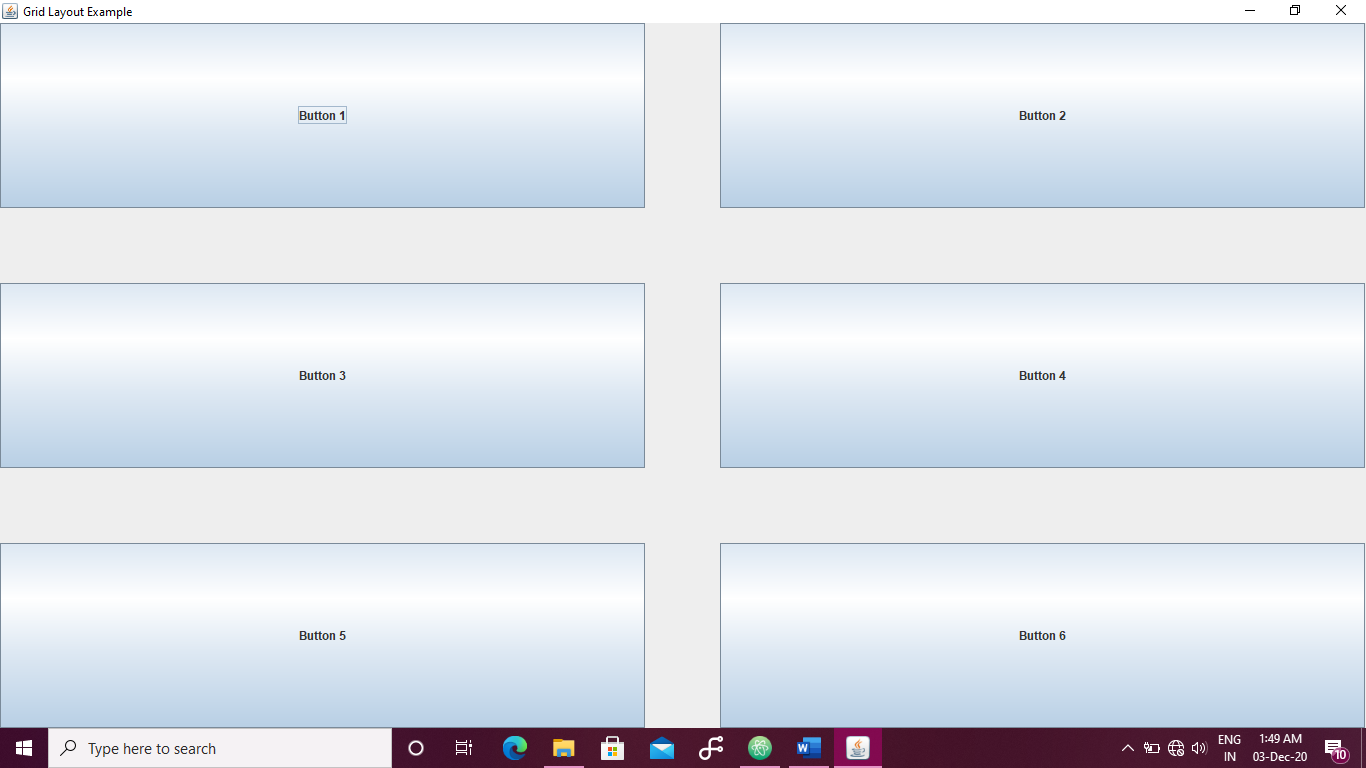 Grid Layout Example
Button 1
Button 2
Button 3
Button 4
Button 5
Button 6
Type here to search
W
ENG
IN
1:49 AM
03-Dec-20
10